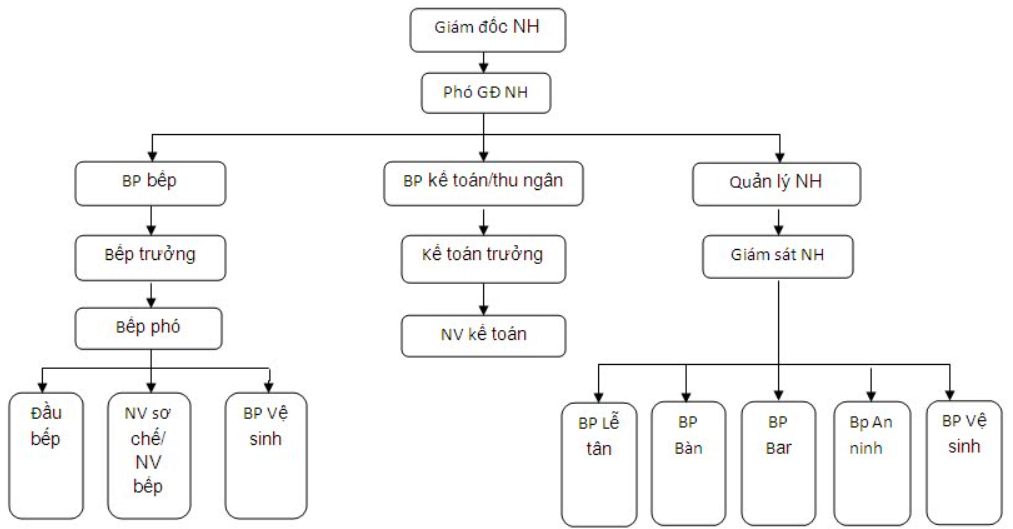 Giám đốc NH
Phó GĐ NH
BP bếp
BP kế toán/thu ngân
Quản lý NH
Bếp trưởng
Kế toán trưởng
Giám sát NH
Bếp phó
NV kế toán
Đầu
bếp
NV sơ
chế/
NV
bếp
BP Vệ
sinh
BP Lễ
tân
BP
Bàn
BP
Bar
Bp An
ninh
BP Vệ
sinh